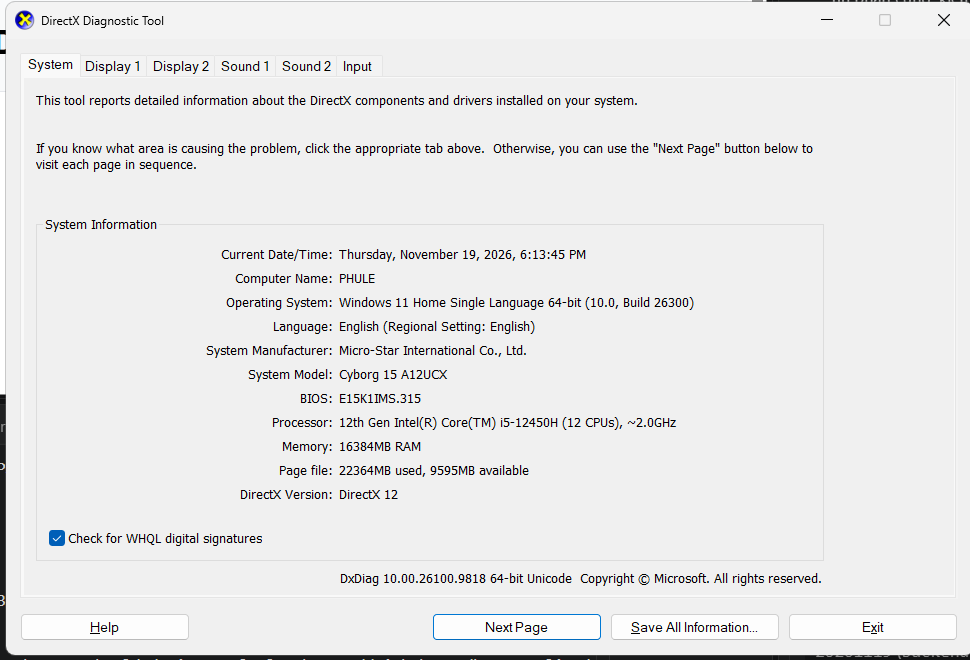 DirectX Diagnostic Tool
System Display 1 Display 2 Sound 1 Sound 2 Input
This tool reports detailed information about the DirectX components and drivers installed on your system.
If you know what area is causing the problem, click the appropriate tab above.  Otherwise, you can use the "Next Page" button below to
visit each page in sequence.
System Information
Current Date/Time: Thursday, November 19, 2026, 6:13:45 PM
Computer Name: PHULE
Operating System: Windows 11 Home Single Language 64-bit (10.0, Build 26300)
Language: English (Regional Setting: English)
System Manufacturer: Micro-Star International Co., Ltd.
System Model: Cyborg 15 A12UCX
BIOS: E15K1IMS.315
Processor: 12th Gen Intel(R) Core(TM) i5-12450H (12 CPUs), ~2.0GHz
Memory: 16384MB RAM
Page file: 22364MB used, 9595MB available
DirectX Version: DirectX 12
Check for WHQL digital signatures
DxDiag 10.00.26100.9818 64-bit Unicode  Copyright © Microsoft. All rights reserved.
Help Next Page Save All Information... Exit